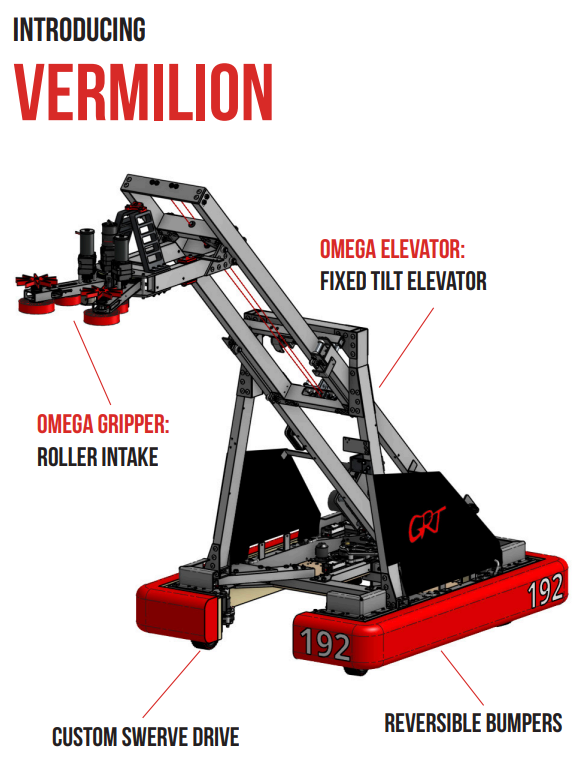 INTRODUCING
VERMILION
OMEGA ELEVATOR:
FIXED TILT ELEVATOR
OMEGA GRIPPER:
ROLLER INTAKE
GRT
192
192
CUSTOM SWERVE DRIVE
REVERSIBLE BUMPERS